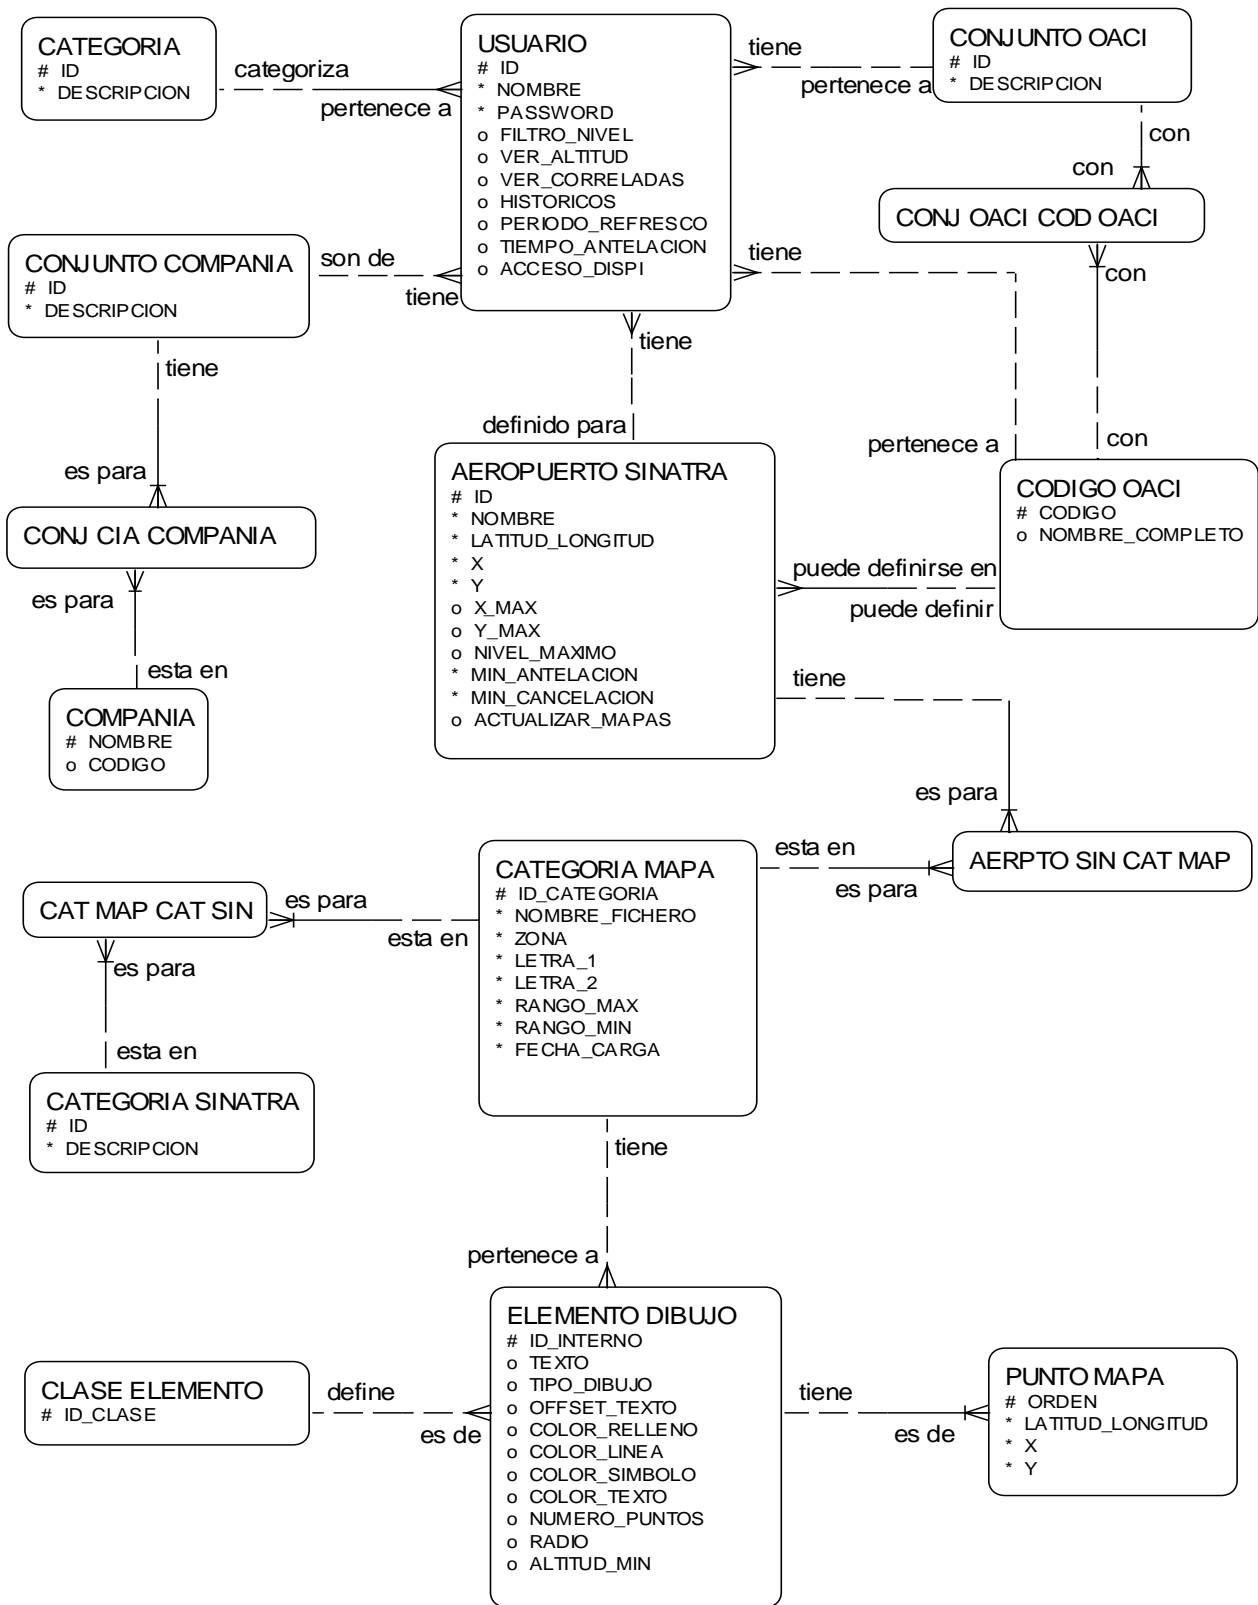 CATEGORIA
# ID
* DESCRIPCION
categoriza
pertenece a
USUARIO
# ID
* NOMBRE
* PASSWORD
o FILTRO_NIVEL
o VER_ALTITUD
o VER_CORRELADAS
o HISTORICOS
o PERIODO_REFRESCO
o TIEMPO_ANTELACION
o ACCESO_DISPI
tiene
pertenece a
CONJUNTO OACI
# ID
* DESCRIPCION
con
con
CONJ OACI COD OACI
con
con
CONJUNTO COMPANIA
# ID
* DESCRIPCION
son de
tiene
tiene
pertenece a
tiene
definido para
tiene
es para
CONJ CIA COMPANIA
es para
esta en
COMPANIA
# NOMBRE
o CODIGO
AEROPUERTO SINATRA
# ID
* NOMBRE
* LATITUD_LONGITUD
* X
* Y
o X_MAX
o Y_MAX
o NIVEL_MAXIMO
* MIN_ANTELACION
* MIN_CANCELACION
o ACTUALIZAR_MAPAS
CODIGO OACI
# CODIGO
o NOMBRE_COMPLETO
puede definirse en
puede definir
tiene
es para
AERPTO SIN CAT MAP
esta en
es para
CATEGORIA MAPA
# ID_CATEGORIA
* NOMBRE_FICHERO
* ZONA
* LETRA_1
* LETRA_2
* RANGO_MAX
* RANGO_MIN
* FECHA_CARGA
CAT MAP CAT SIN
es para
esta en
es para
esta en
CATEGORIA SINATRA
# ID
* DESCRIPCION
tiene
pertenece a
ELEMENTO DIBUJO
# ID_INTERNO
o TEXTO
o TIPO_DIBUJO
o OFFSET_TEXTO
o COLOR_RELLENO
o COLOR_LINEA
o COLOR_SIMBOLO
o COLOR_TEXTO
o NUMERO_PUNTOS
o RADIO
o ALTITUD_MIN
CLASE ELEMENTO
# ID_CLASE
define
es de
tiene
es de
PUNTO MAPA
# ORDEN
* LATITUD_LONGITUD
* X
* Y